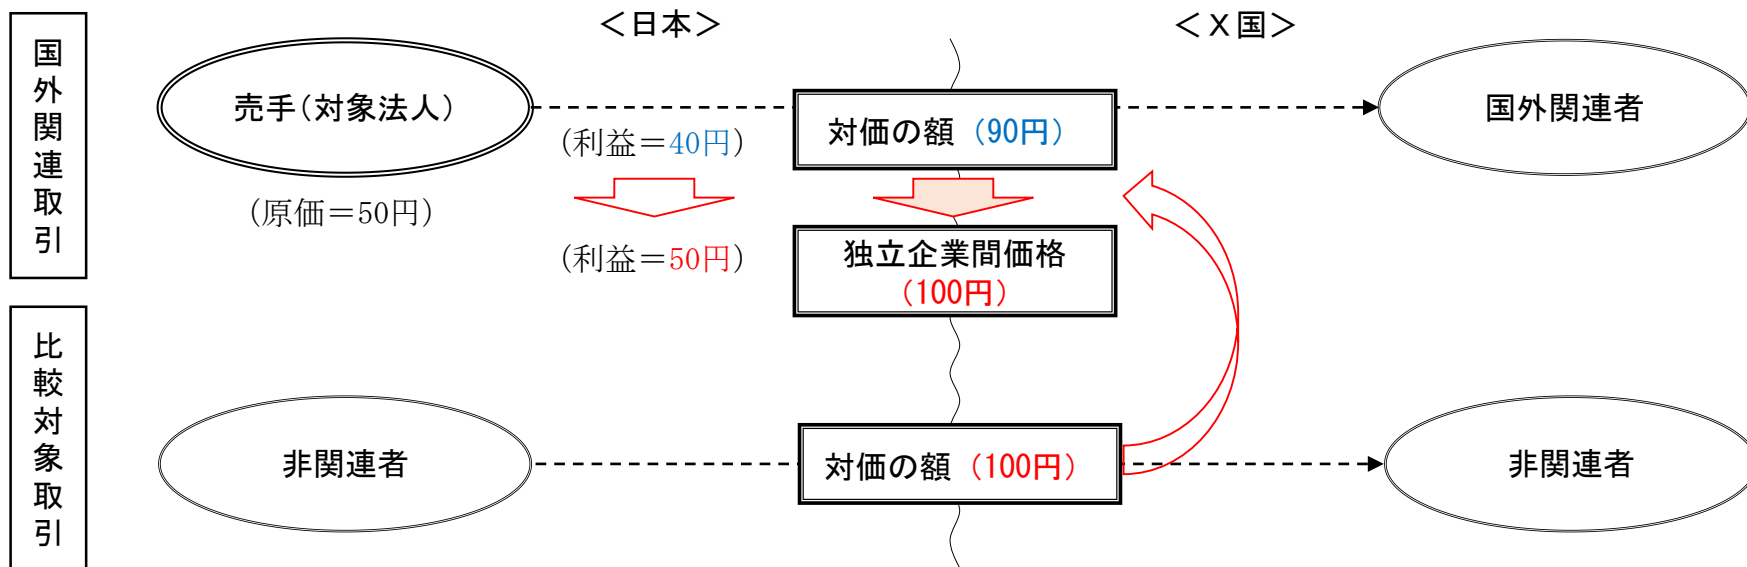 ＜日本＞
＜Ｘ国＞
国外関連取引
売手（対象法人）
対価の額（90円）
国外関連者
（利益＝40円）
（原価＝50円）
（利益＝50円）
独立企業間価格
（100円）
比較対象取引
非関連者
対価の額（100円）
非関連者